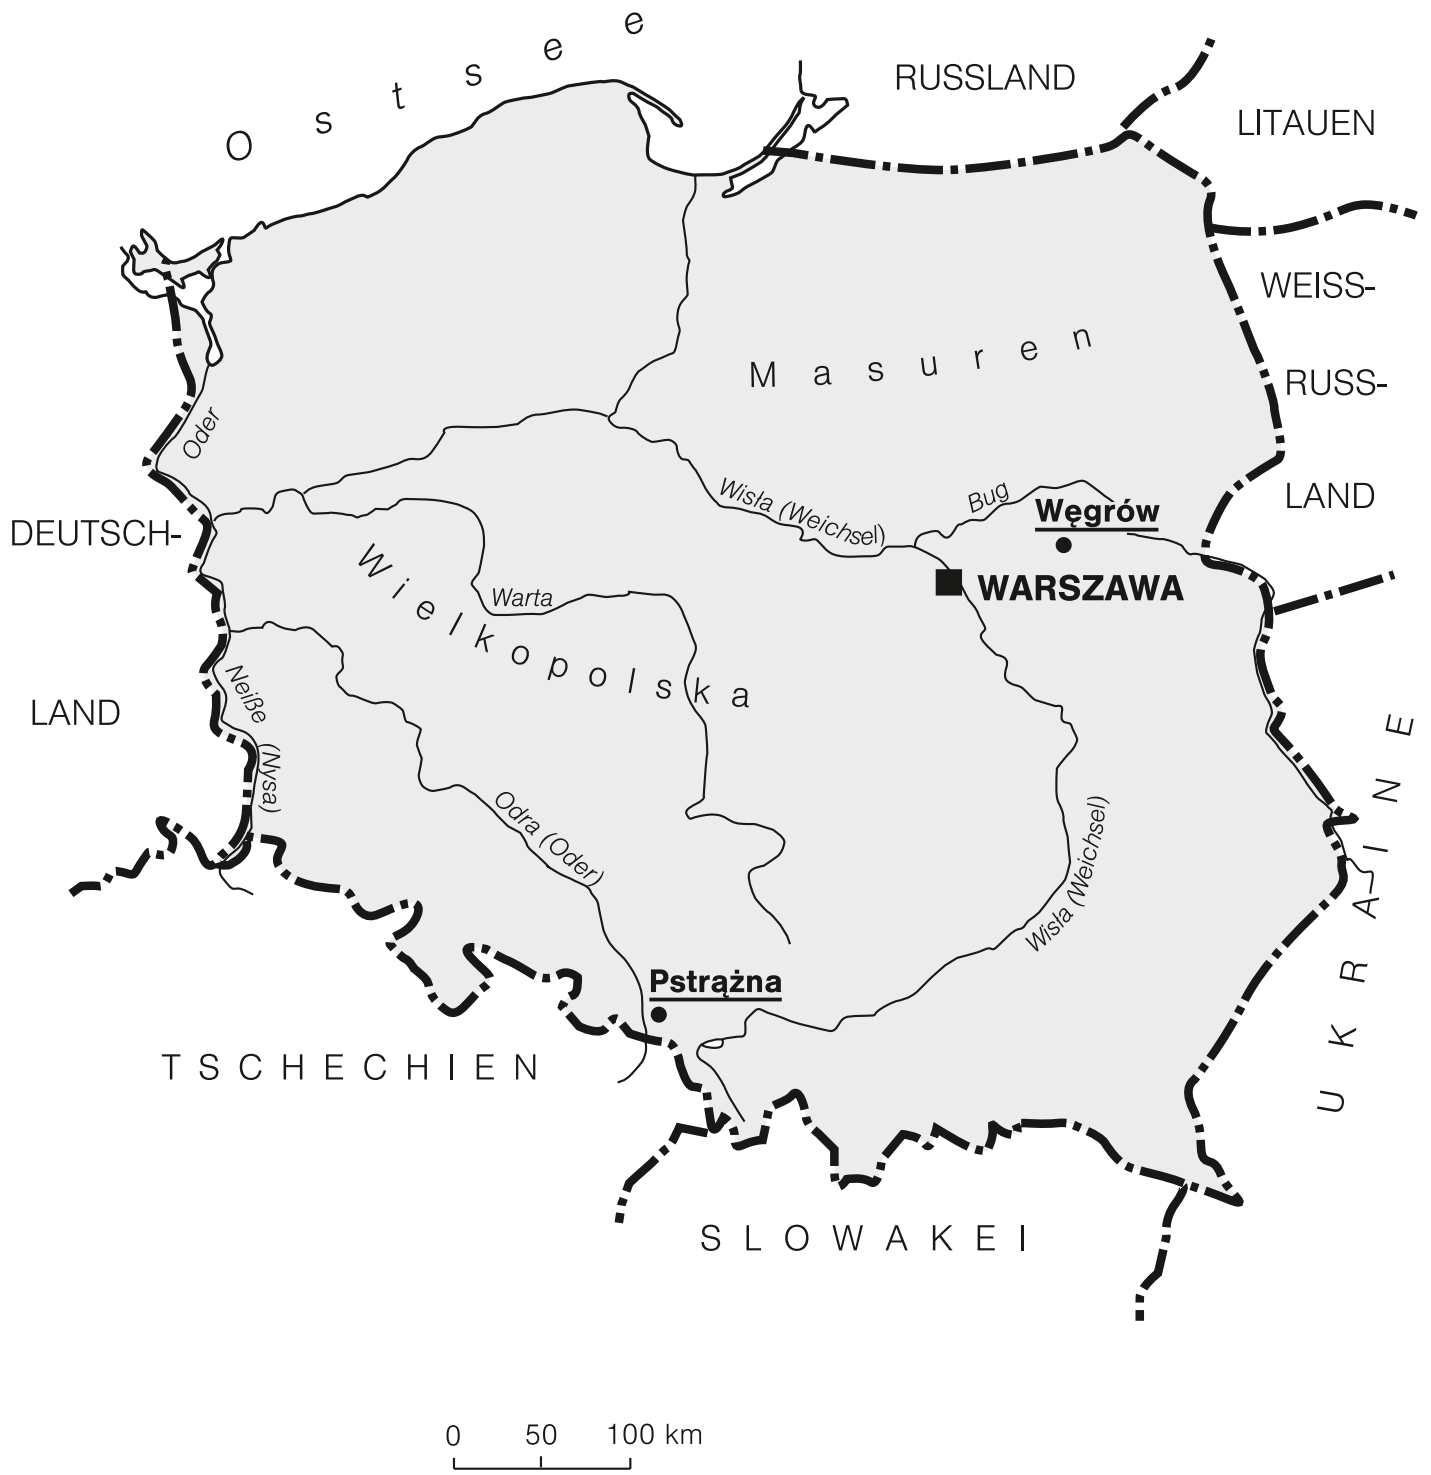 Ostsee
RUSSLAND
LITAUEN
WEISS-
RUSS-
LAND
Masuren
Oder
Wisła (Weichsel)
Bug
Węgrów
WARSZAWA
DEUTSCH-
LAND
Wielkopolska
Warta
Neiße
(Nysa)
Odra (Oder)
Wisła (Weichsel)
UKRAINE
Pstrążna
TSCHECHIEN
SLOWAKEI
0 50 100 km